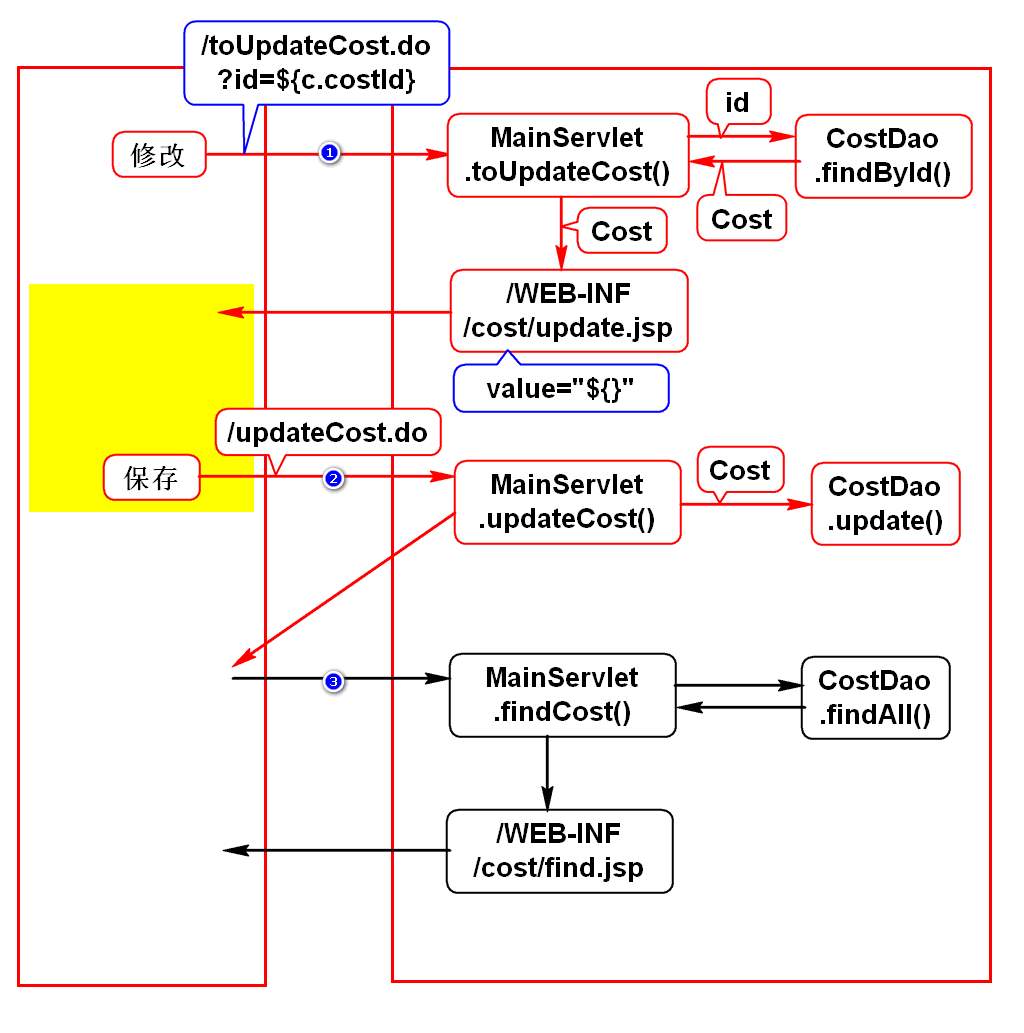 /toUpdateCost.do
?id=${c.costId}
修改
1
MainServlet
.toUpdateCost()
id
CostDao
.findById()
Cost
Cost
/WEB-INF
/cost/update.jsp
value="${}"
/updateCost.do
保存
2
MainServlet
.updateCost()
Cost
CostDao
.update()
3
MainServlet
.findCost()
CostDao
.findAll()
/WEB-INF
/cost/find.jsp